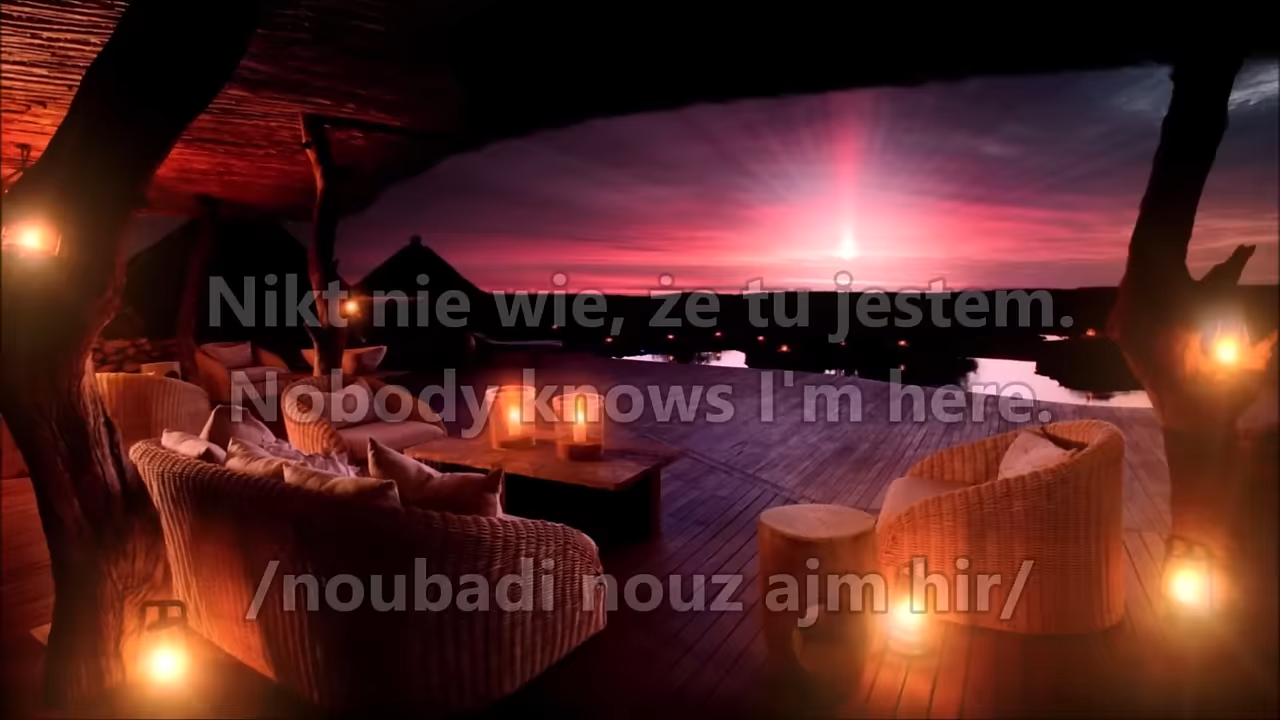 Nikt nie wie, że tu jestem.
Nobody knows I'm here.
/noubadi nouz ajm hir/